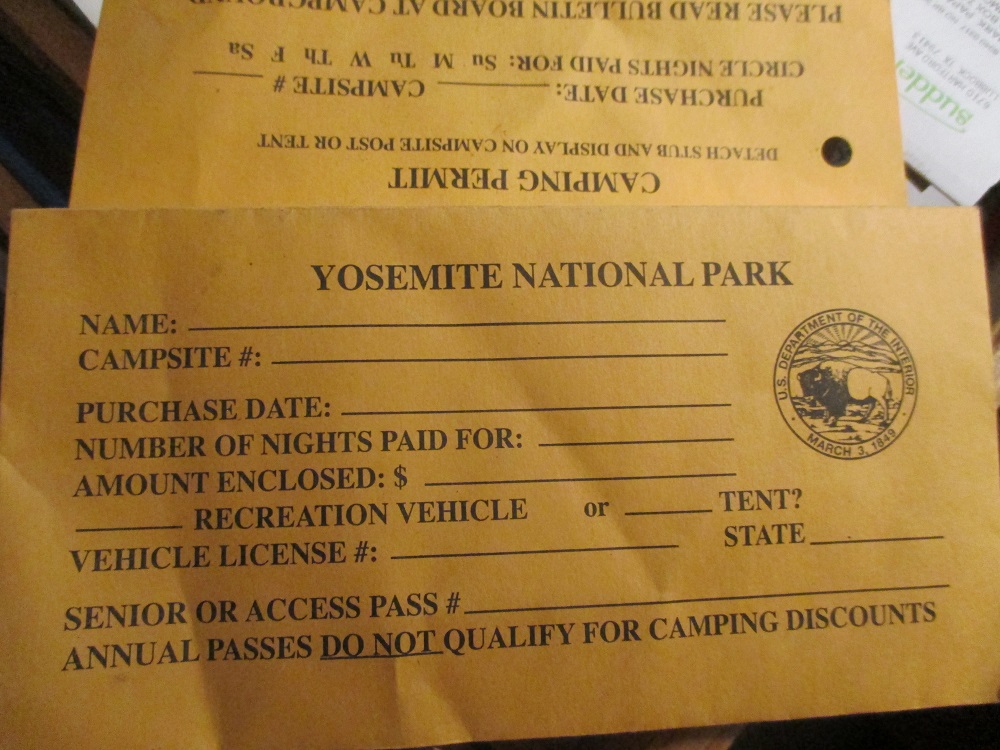 PLEASE READ BULLETIN BOARD AT CAMPGROUND
CIRCLE NIGHTS PAID FOR: Su M Tu W Th F Sa
PURCHASE DATE: CAMPSITE #
DETACH STUB AND DISPLAY ON CAMPSITE POST OR TENT
CAMPING PERMIT
YOSEMITE NATIONAL PARK
NAME:
CAMPSITE #:
PURCHASE DATE:
NUMBER OF NIGHTS PAID FOR:
AMOUNT ENCLOSED: $
RECREATION VEHICLE or TENT?
VEHICLE LICENSE #: STATE
SENIOR OR ACCESS PASS #
ANNUAL PASSES DO NOT QUALIFY FOR CAMPING DISCOUNTS
U.S. DEPARTMENT OF THE INTERIOR
MARCH 3, 1849